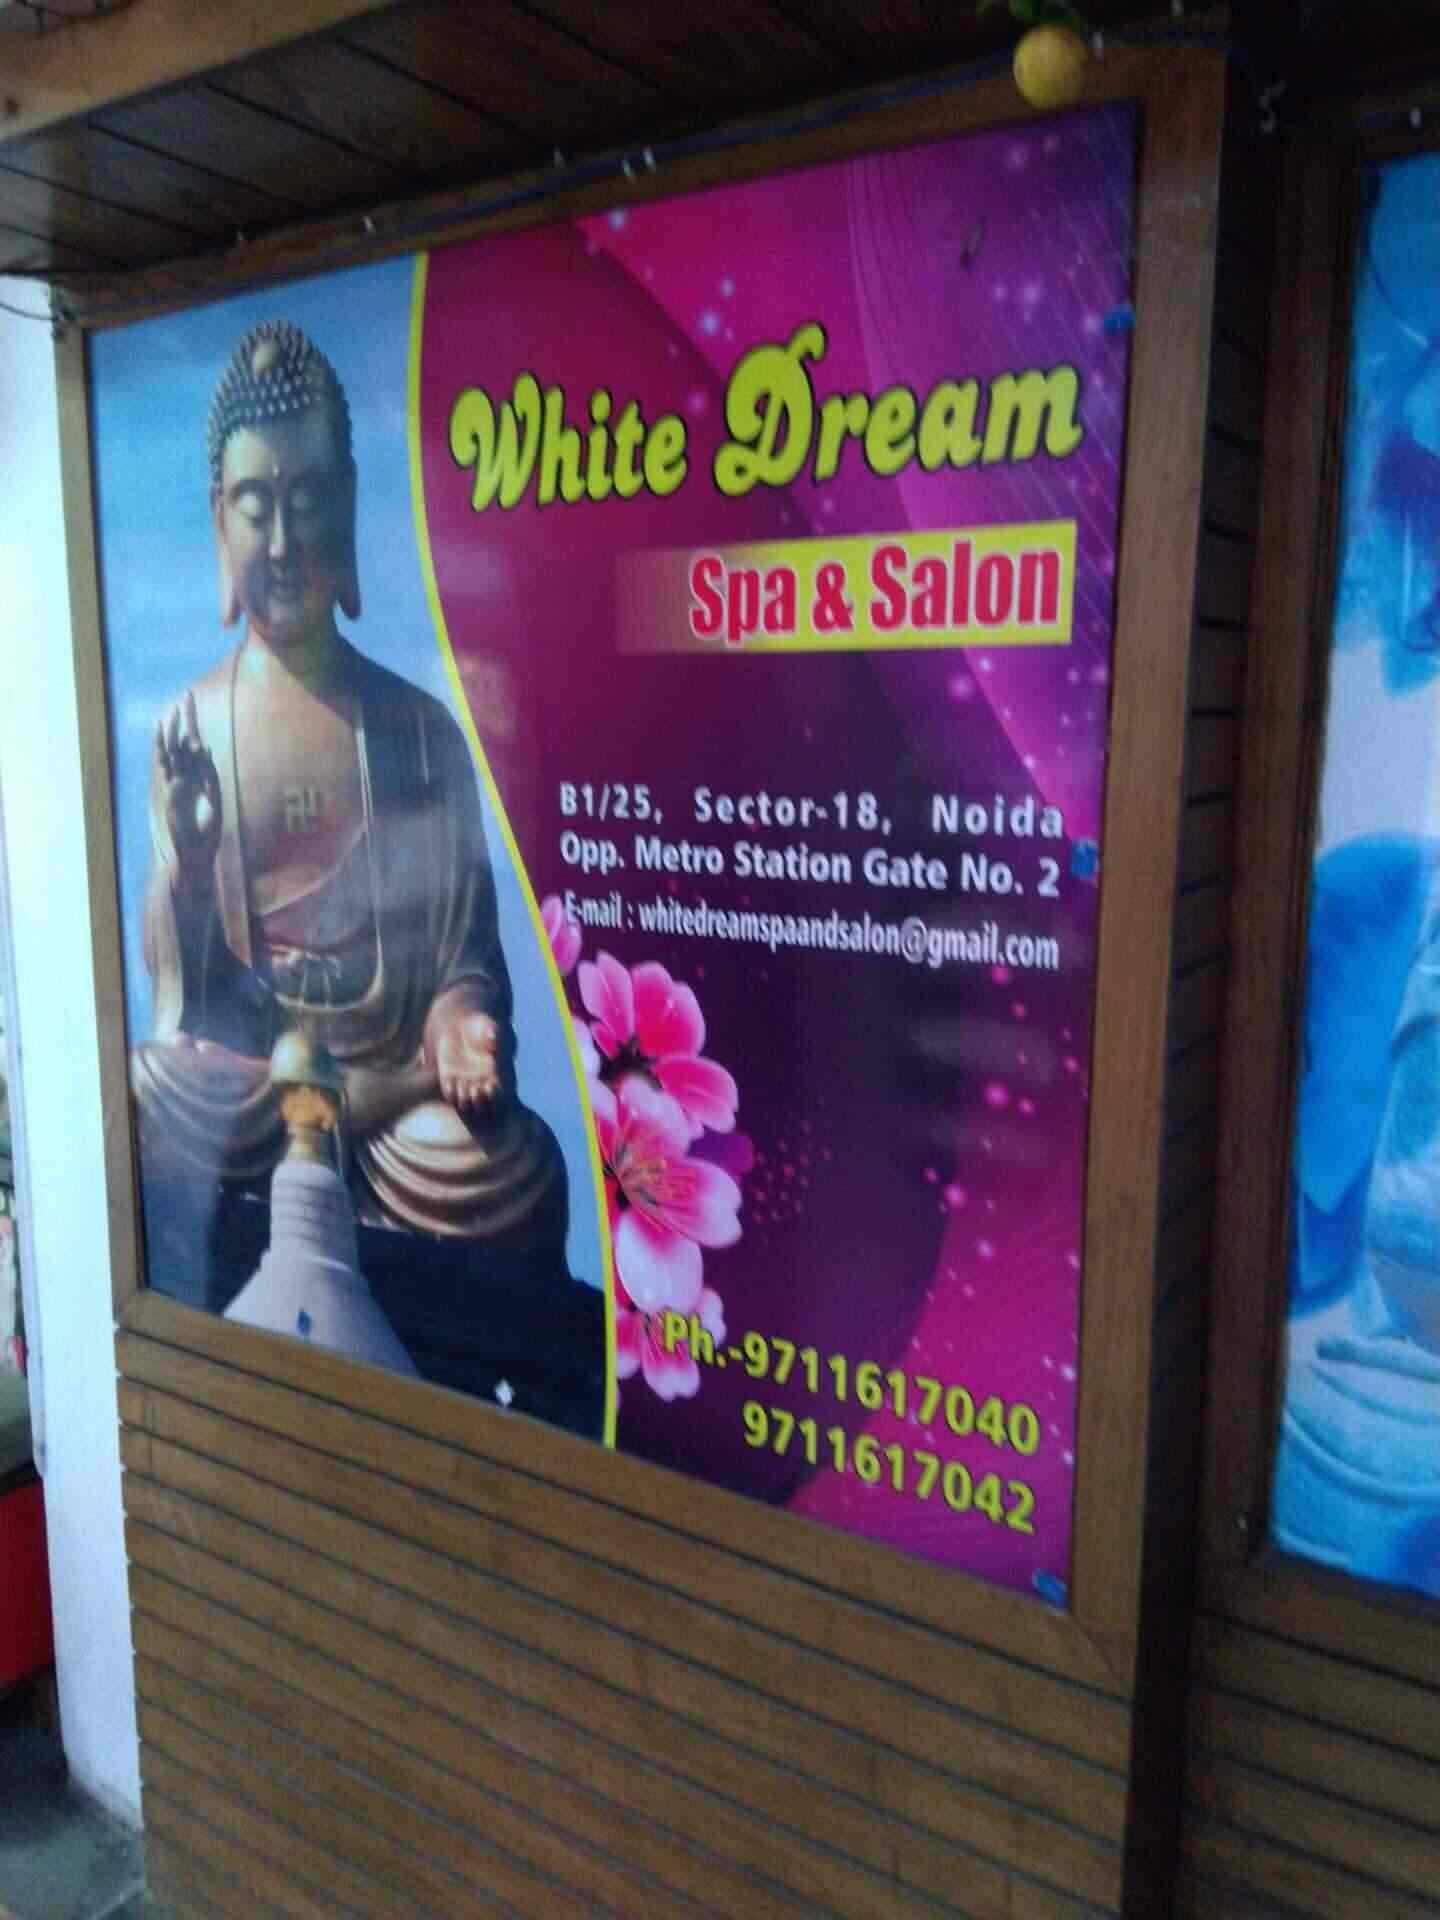 White Dream
Spa & Salon
B1/25, Sector-18, Noida
Opp. Metro Station Gate No. 2
E-mail : whitedreamspaandsalon@gmail.com
Ph.-9711617040
9711617042